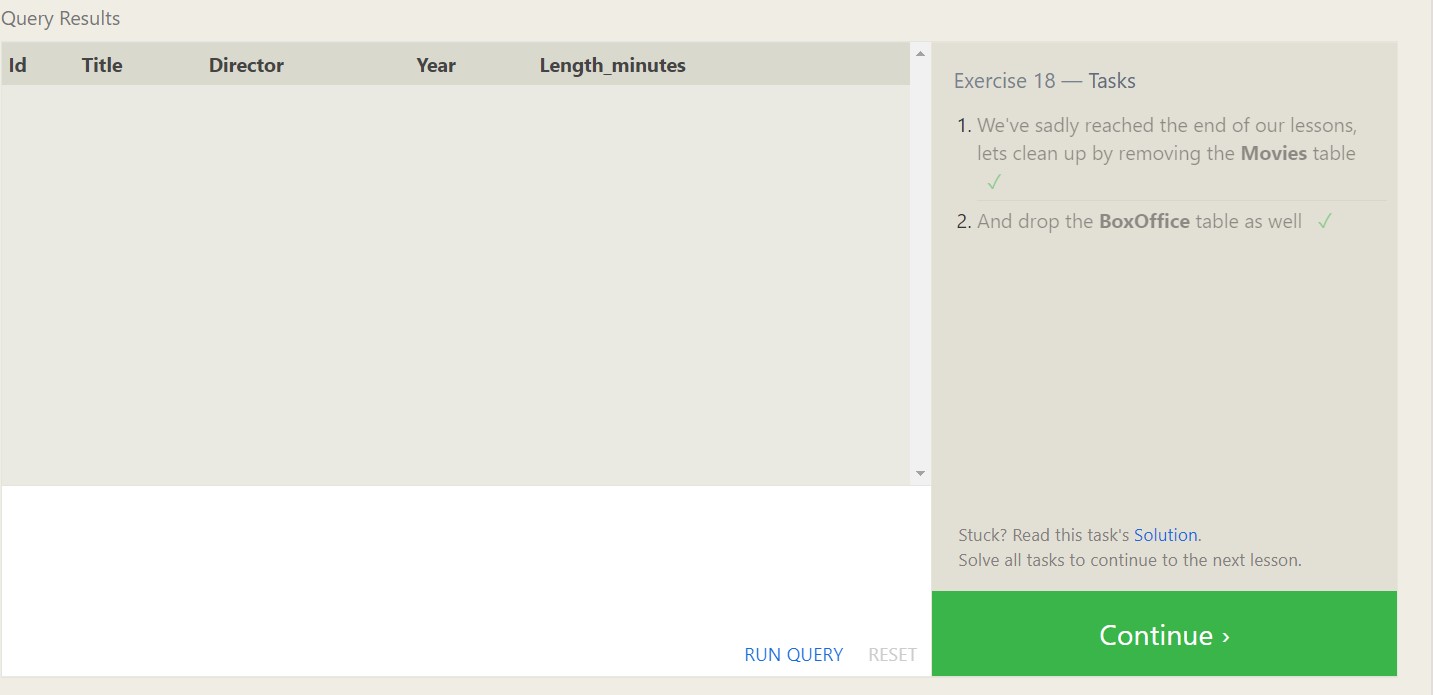 Query Results
Id Title Director Year Length_minutes
Exercise 18 — Tasks
1. We've sadly reached the end of our lessons,
lets clean up by removing the Movies table
✓
2. And drop the BoxOffice table as well ✓
Stuck? Read this task's Solution.
Solve all tasks to continue to the next lesson.
RUN QUERY RESET
Continue ›